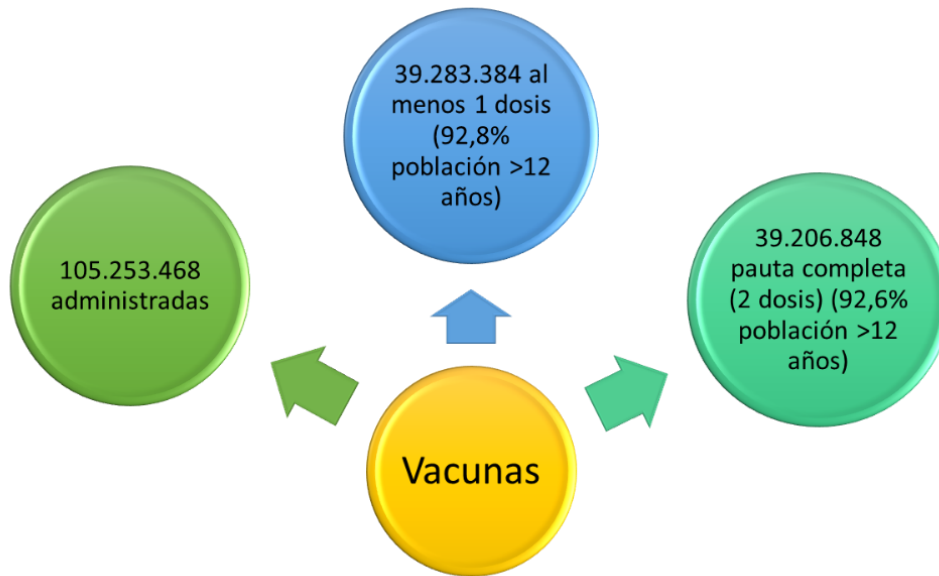 39.283.384 al
menos 1 dosis
(92,8%
población >12
años)
105.253.468
administradas
39.206.848
pauta completa
(2 dosis) (92,6%
población >12
años)
Vacunas